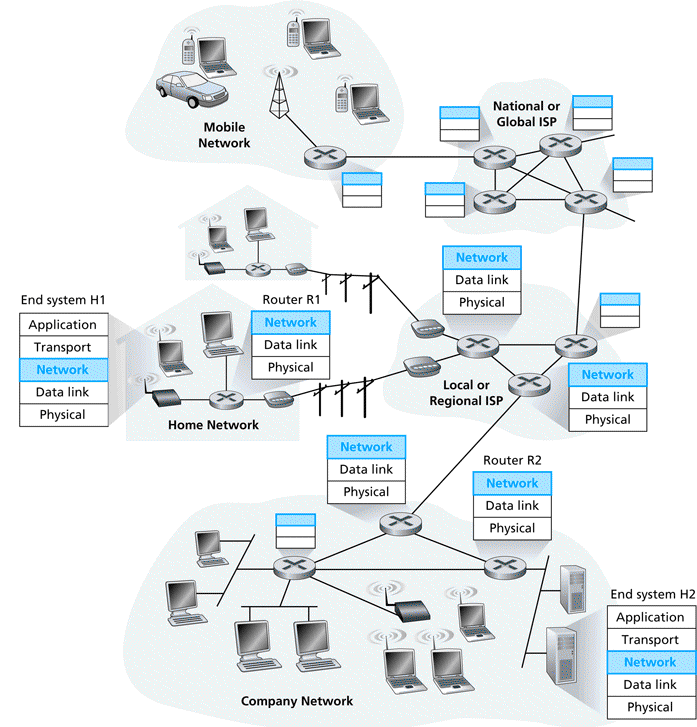 National or
Global ISP
Mobile
Network
Network
Data link
Physical
End system H1
Application
Transport
Network
Data link
Physical
Router R1
Network
Data link
Physical
Local or
Regional ISP
Network
Data link
Physical
Home Network
Network
Data link
Physical
Router R2
Network
Data link
Physical
End system H2
Application
Transport
Network
Data link
Physical
Company Network